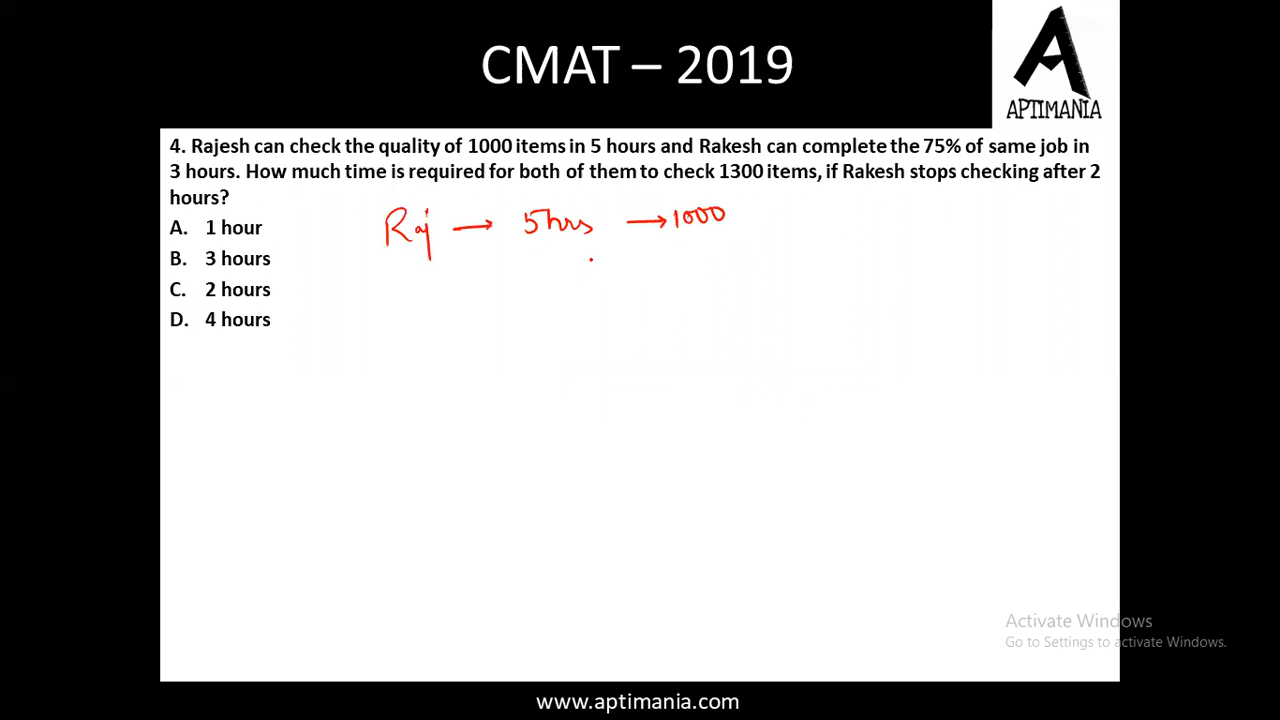 CMAT – 2019
APTIMANIA
4. Rajesh can check the quality of 1000 items in 5 hours and Rakesh can complete the 75% of same job in
3 hours. How much time is required for both of them to check 1300 items, if Rakesh stops checking after 2
hours?
Raj → 5 hrs → 1000
A. 1 hour
B. 3 hours
C. 2 hours
D. 4 hours
Activate Windows
Go to Settings to activate Windows.
www.aptimania.com